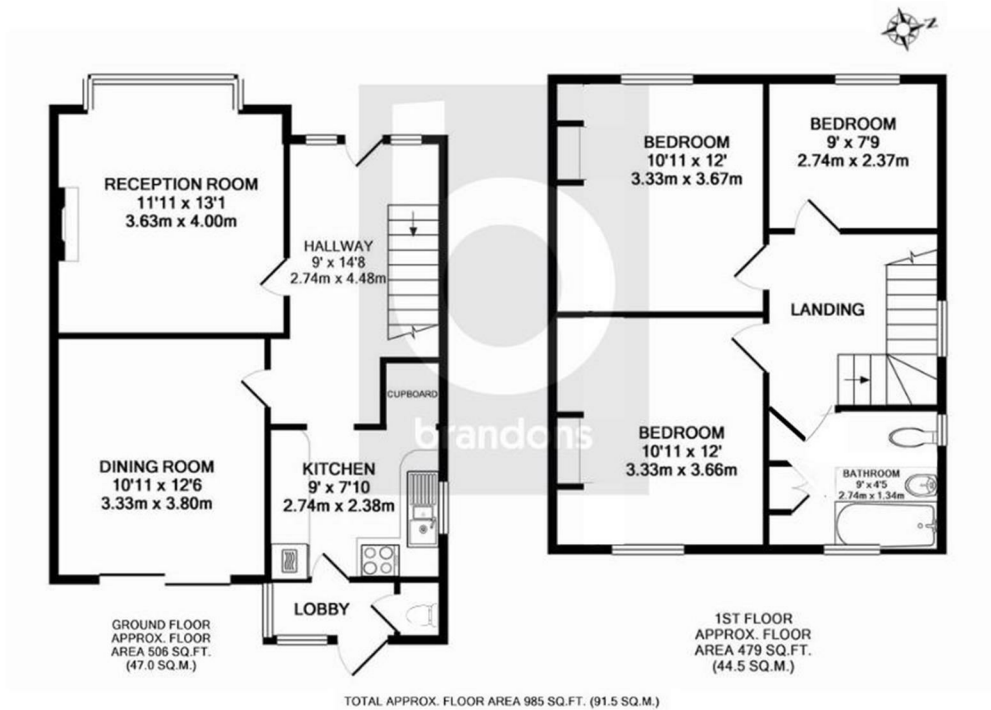 N
RECEPTION ROOM
11'11 x 13'1
3.63m x 4.00m
HALLWAY
9' x 14'8
2.74m x 4.48m
CUPBOARD
DINING ROOM
10'11 x 12'6
3.33m x 3.80m
KITCHEN
9' x 7'10
2.74m x 2.38m
LOBBY
GROUND FLOOR
APPROX. FLOOR
AREA 506 SQ.FT.
(47.0 SQ.M.)
brandons
BEDROOM
10'11 x 12'
3.33m x 3.67m
BEDROOM
9' x 7'9
2.74m x 2.37m
LANDING
BEDROOM
10'11 x 12'
3.33m x 3.66m
BATHROOM
9' x 4'5
2.74m x 1.34m
1ST FLOOR
APPROX. FLOOR
AREA 479 SQ.FT.
(44.5 SQ.M.)
TOTAL APPROX. FLOOR AREA 985 SQ.FT. (91.5 SQ.M.)